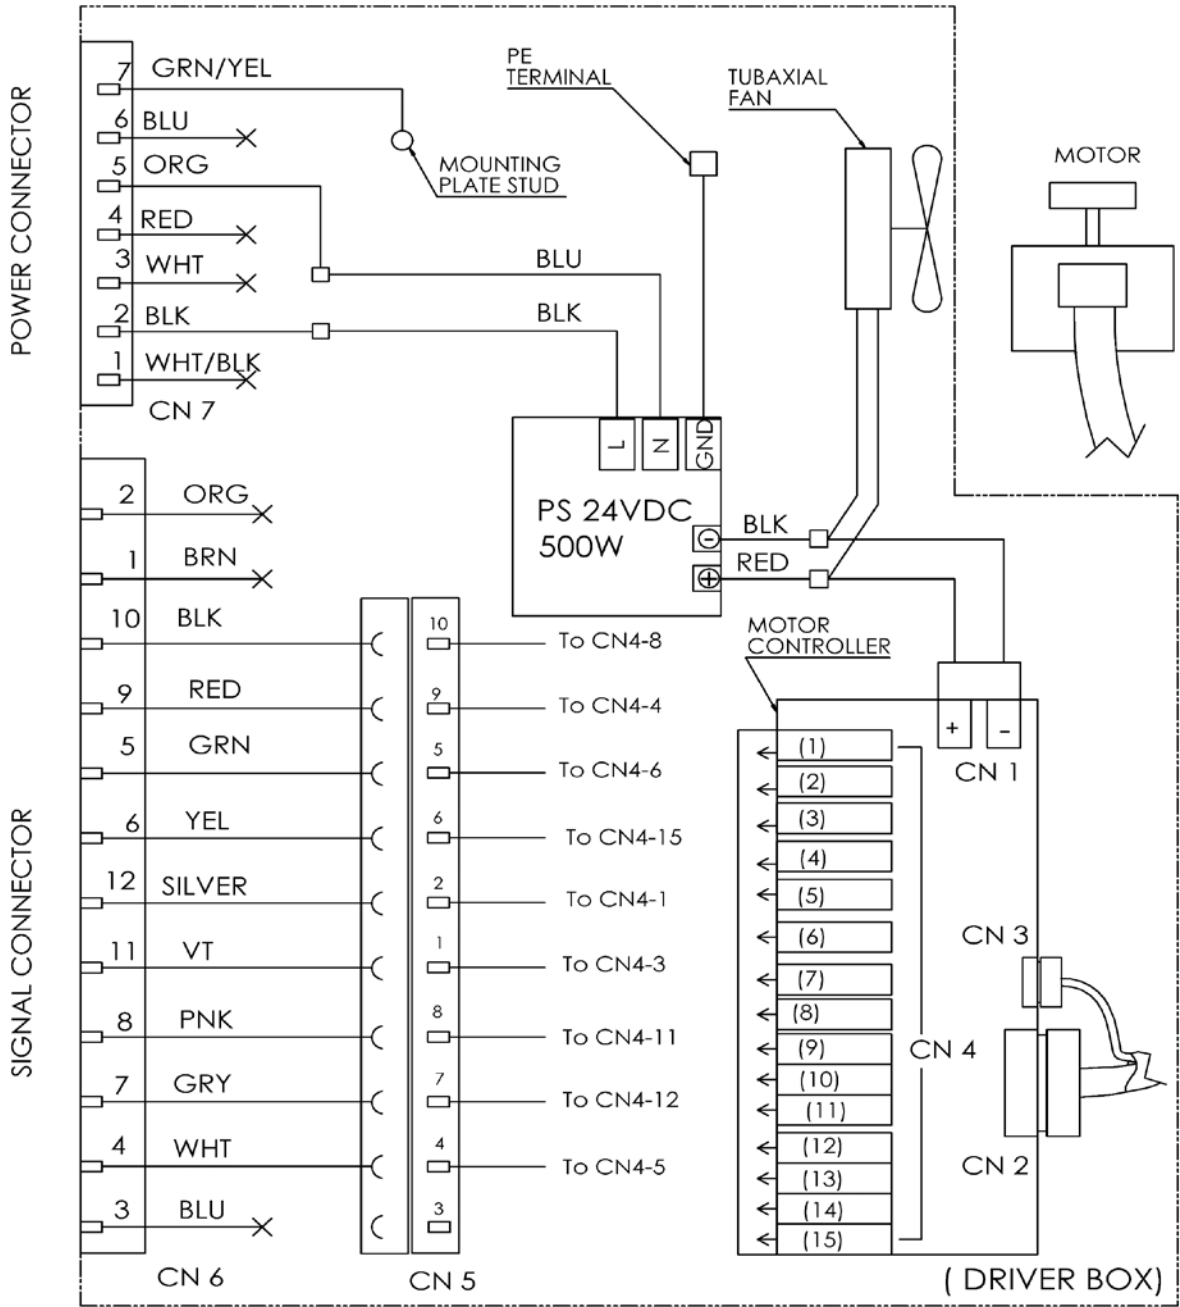 POWER CONNECTOR
7 GRN/YEL
6 BLU
5 ORG
4 RED
3 WHT
2 BLK
1 WHT/BLK
CN 7
MOUNTING
PLATE STUD
PE
TERMINAL
TUBAXIAL
FAN
MOTOR
BLU
BLK
L
N
GND
PS 24VDC
500W
BLK
RED
-
+
SIGNAL CONNECTOR
2 ORG
1 BRN
10 BLK
9 RED
5 GRN
6 YEL
12 SILVER
11 VT
8 PNK
7 GRY
4 WHT
3 BLU
CN 6
10 To CN4-8
9 To CN4-4
5 To CN4-6
6 To CN4-15
2 To CN4-1
1 To CN4-3
8 To CN4-11
7 To CN4-12
4 To CN4-5
3
CN 5
MOTOR
CONTROLLER
+ -
CN 1
(1)
(2)
(3)
(4)
(5)
(6)
(7)
(8)
(9)
(10)
(11)
(12)
(13)
(14)
(15)
CN 4
CN 3
CN 2
( DRIVER BOX)